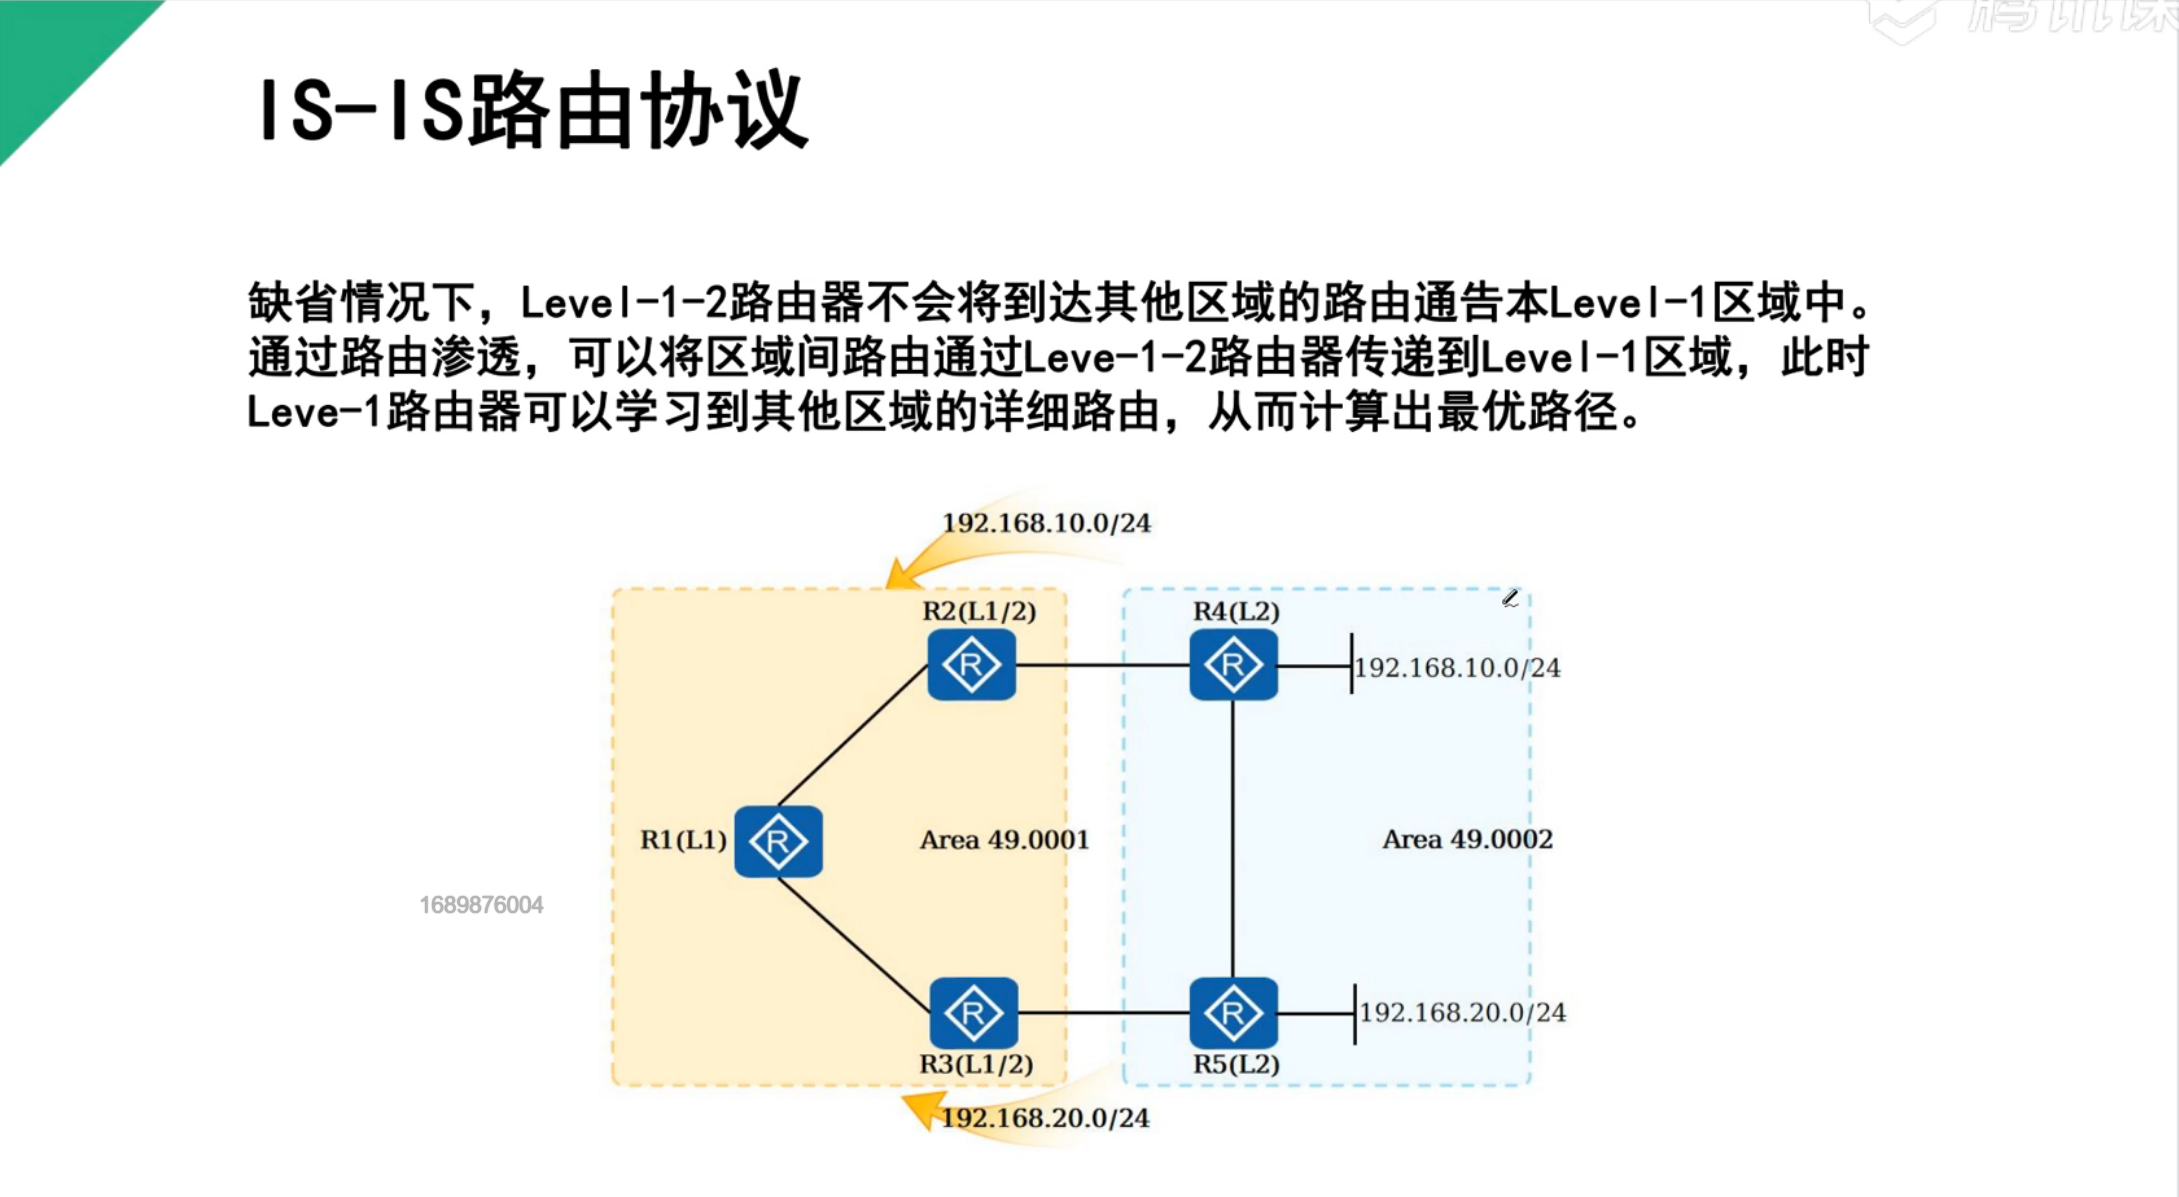 IS-IS路由协议
缺省情况下，Level-1-2路由器不会将到达其他区域的路由通告本Level-1区域中。
通过路由渗透，可以将区域间路由通过Leve-1-2路由器传递到Level-1区域，此时
Leve-1路由器可以学习到其他区域的详细路由，从而计算出最优路径。
192.168.10.0/24
R2(L1/2)
R4(L2)
R
R
192.168.10.0/24
R1(L1)
R
Area 49.0001
Area 49.0002
1689876004
R
R
192.168.20.0/24
R3(L1/2)
R5(L2)
192.168.20.0/24